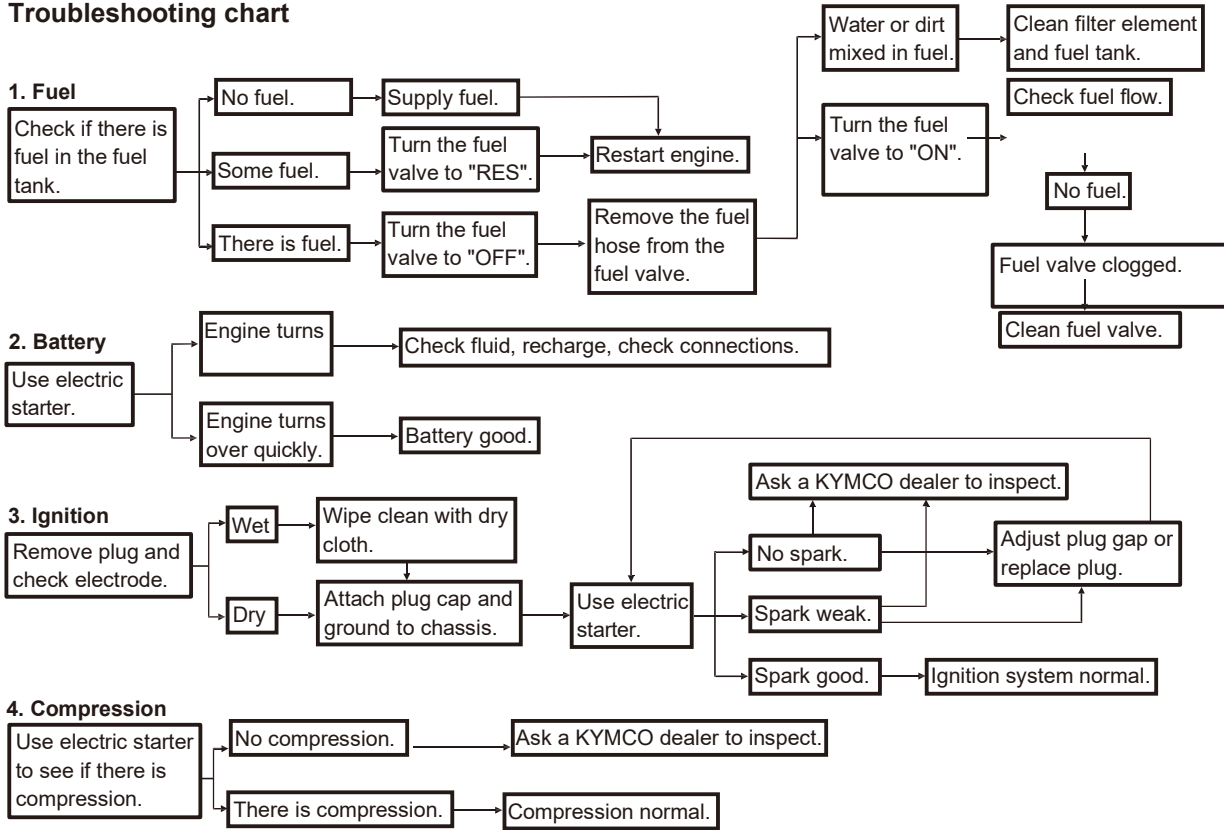 Troubleshooting chart
Water or dirt
mixed in fuel.
Clean filter element
and fuel tank.
1. Fuel
Check if there is
fuel in the fuel
tank.
No fuel.
Supply fuel.
Some fuel.
Turn the fuel
valve to "RES".
Restart engine.
There is fuel.
Turn the fuel
valve to "OFF".
Remove the fuel
hose from the
fuel valve.
Turn the fuel
valve to "ON".
Check fuel flow.
No fuel.
Fuel valve clogged.
Clean fuel valve.
2. Battery
Use electric
starter.
Engine turns
Check fluid, recharge, check connections.
Engine turns
over quickly.
Battery good.
3. Ignition
Remove plug and
check electrode.
Wet
Wipe clean with dry
cloth.
Dry
Attach plug cap and
ground to chassis.
Use electric
starter.
Ask a KYMCO dealer to inspect.
No spark.
Adjust plug gap or
replace plug.
Spark weak.
Spark good.
Ignition system normal.
4. Compression
Use electric starter
to see if there is
compression.
No compression.
Ask a KYMCO dealer to inspect.
There is compression.
Compression normal.